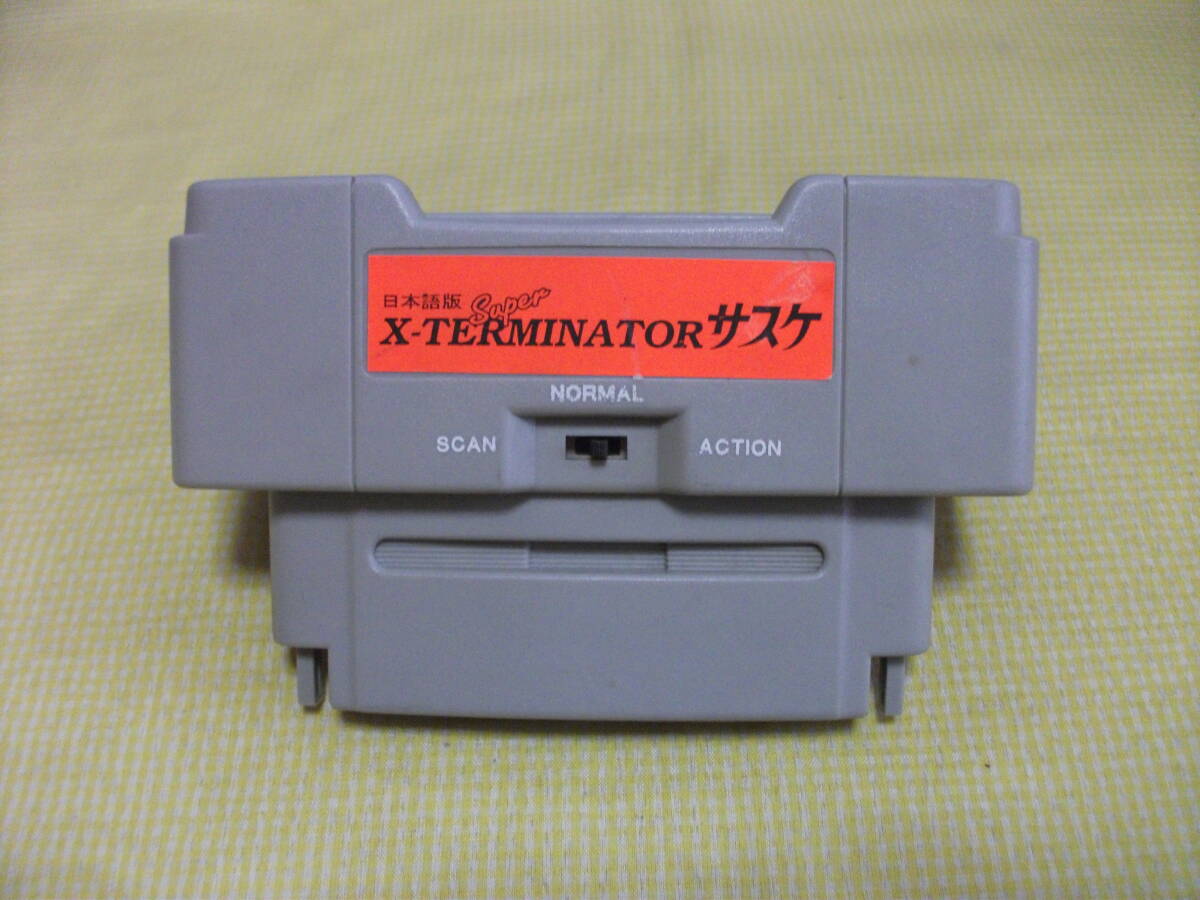 日本語版 Super
X-TERMINATORサスケ
NORMAL
SCAN
ACTION